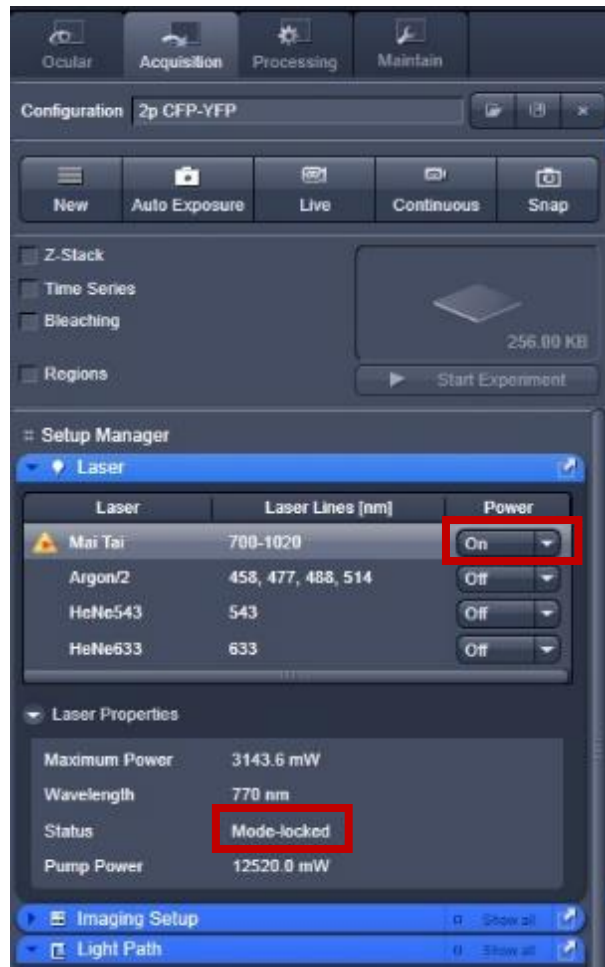 Ocular Acquisition Processing Maintain
Configuration 2p CFP-YFP
New Auto Exposure Live Continuous Snap
Z-Stack
Time Series
Bleaching
256.00 KB
Regions
Start Experiment
Setup Manager
Laser
Laser Laser Lines [nm] Power
Mai Tai 700-1020 On
Argon/2 458, 477, 488, 514 Off
HeNe543 543 Off
HeNe633 633 Off
Laser Properties
Maximum Power 3143.6 mW
Wavelength 770 nm
Status Mode-locked
Pump Power 12520.0 mW
Imaging Setup Show all
Light Path Show all